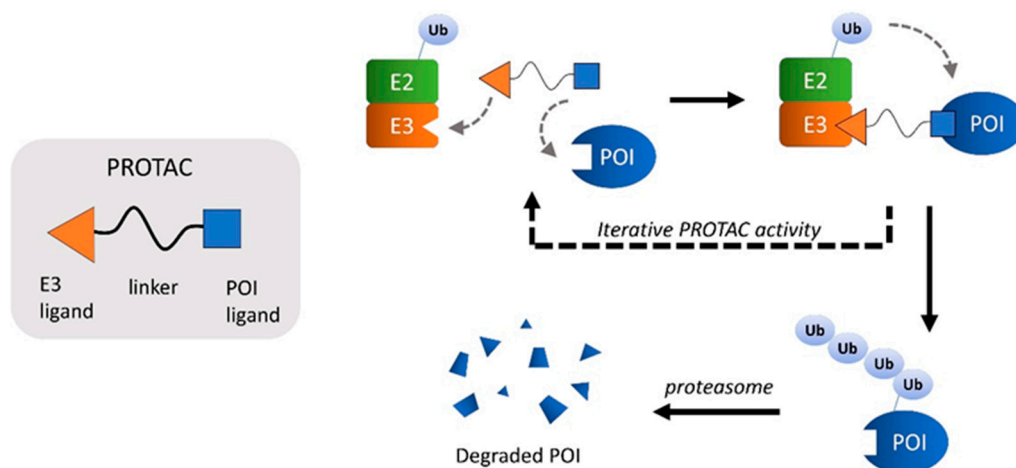 PROTAC
E3
ligand
linker
POI
ligand
Ub
E2
E3
POI
Ub
E2
E3
POI
Iterative PROTAC activity
Ub
Ub
Ub
Ub
POI
proteasome
Degraded POI